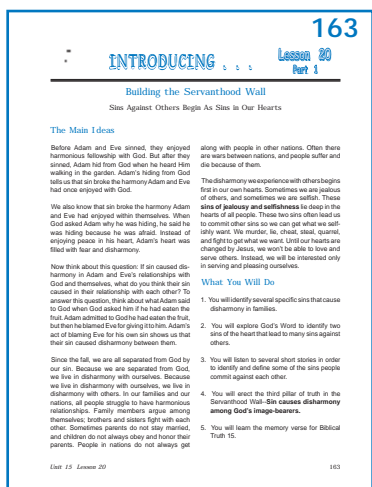 163
INTRODUCING . . .
Lesson 20
Part 1
Building the Servanthood Wall
Sins Against Others Begin As Sins in Our Hearts
The Main Ideas
Before Adam and Eve sinned, they enjoyed
harmonious fellowship with God. But after they
sinned, Adam hid from God when he heard Him
walking in the garden. Adam's hiding from God
tells us that sin broke the harmony Adam and Eve
had once enjoyed with God.
We also know that sin broke the harmony Adam
and Eve had enjoyed within themselves. When
God asked Adam why he was hiding, he said he
was hiding because he was afraid. Instead of
enjoying peace in his heart, Adam's heart was
filled with fear and disharmony.
Now think about this question: If sin caused dis-
harmony in Adam and Eve's relationships with
God and themselves, what do you think their sin
caused in their relationship with each other? To
answer this question, think about what Adam said
to God when God asked him if he had eaten the
fruit. Adam admitted to God he had eaten the fruit,
but then he blamed Eve for giving it to him. Adam's
act of blaming Eve for his own sin shows us that
their sin caused disharmony between them.
Since the fall, we are all separated from God by
our sin. Because we are separated from God,
we live in disharmony with ourselves. Because
we live in disharmony with ourselves, we live in
disharmony with others. In our families and our
nations, all people struggle to have harmonious
relationships. Family members argue among
themselves; brothers and sisters fight with each
other. Sometimes parents do not stay married,
and children do not always obey and honor their
parents. People in nations do not always get
along with people in other nations. Often there
are wars between nations, and people suffer and
die because of them.
The disharmony we experience with others begins
first in our own hearts. Sometimes we are jealous
of others, and sometimes we are selfish. These
sins of jealousy and selfishness lie deep in the
hearts of all people. These two sins often lead us
to commit other sins so we can get what we self-
ishly want. We murder, lie, cheat, steal, quarrel,
and fight to get what we want. Until our hearts are
changed by Jesus, we won't be able to love and
serve others. Instead, we will be interested only
in serving and pleasing ourselves.
What You Will Do
1. You will identify several specific sins that cause
disharmony in families.
2. You will explore God's Word to identify two
sins of the heart that lead to many sins against
others.
3. You will listen to several short stories in order
to identify and define some of the sins people
commit against each other.
4. You will erect the third pillar of truth in the
Servanthood Wall--Sin causes disharmony
among God's image-bearers.
5. You will learn the memory verse for Biblical
Truth 15.
Unit 15 Lesson 20
163